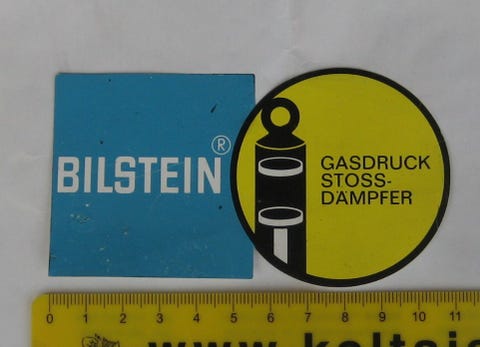 BILSTEIN®
GASDRUCK
STOSS-
DÄMPFER
0 1 2 3 4 5 6 7 8 9 10 11